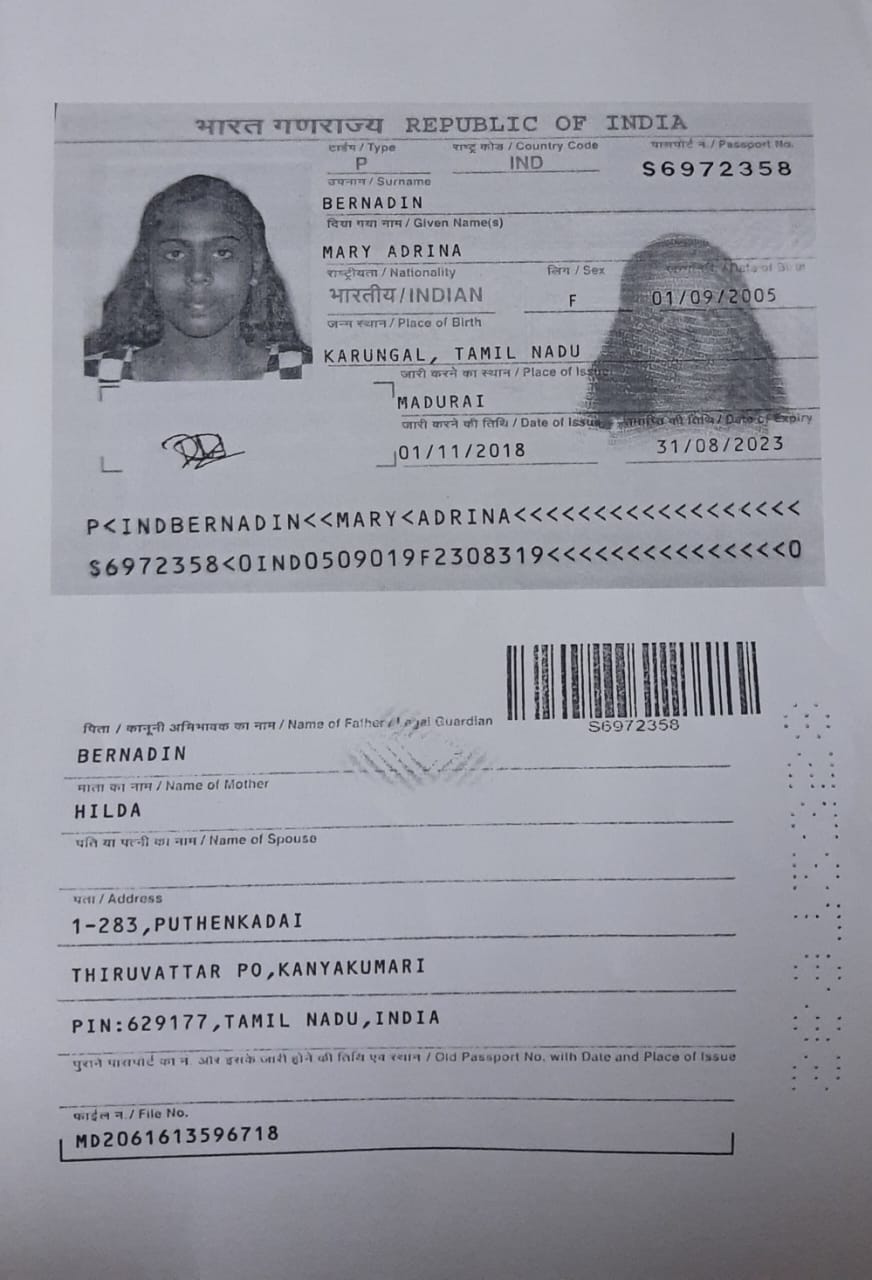 भारत गणराज्य REPUBLIC OF INDIA
टाईप / Type राष्ट्र कोड / Country Code पासपोर्ट नं. / Passport No.
P IND S6972358
उपनाम / Surname
BERNADIN
दिया गया नाम / Given Name(s)
MARY ADRINA
राष्ट्रीयता / Nationality लिंग / Sex Date of Birth
भारतीय / INDIAN F 01/09/2005
जन्म स्थान / Place of Birth
KARUNGAL, TAMIL NADU
जारी करने का स्थान / Place of Issue
MADURAI
जारी करने की तिथि / Date of Issue समाप्ति की तिथि / Date of Expiry
01/11/2018 31/08/2023
P<INDBERNADIN<<MARY<ADRINA<<<<<<<<<<<<<<<<<<
S6972358<0IND0509019F2308319<<<<<<<<<<<<<<<0
S6972358
पिता / कानूनी अभिभावक का नाम / Name of Father / Legal Guardian
BERNADIN
माता का नाम / Name of Mother
HILDA
पति या पत्नी का नाम / Name of Spouse
पता / Address
1-283,PUTHENKADAI
THIRUVATTAR PO,KANYAKUMARI
PIN:629177,TAMIL NADU,INDIA
पुराने पासपोर्ट का नं. और इसके जारी होने की तिथि एवं स्थान / Old Passport No. with Date and Place of Issue
फाईल नं. / File No.
MD2061613596718